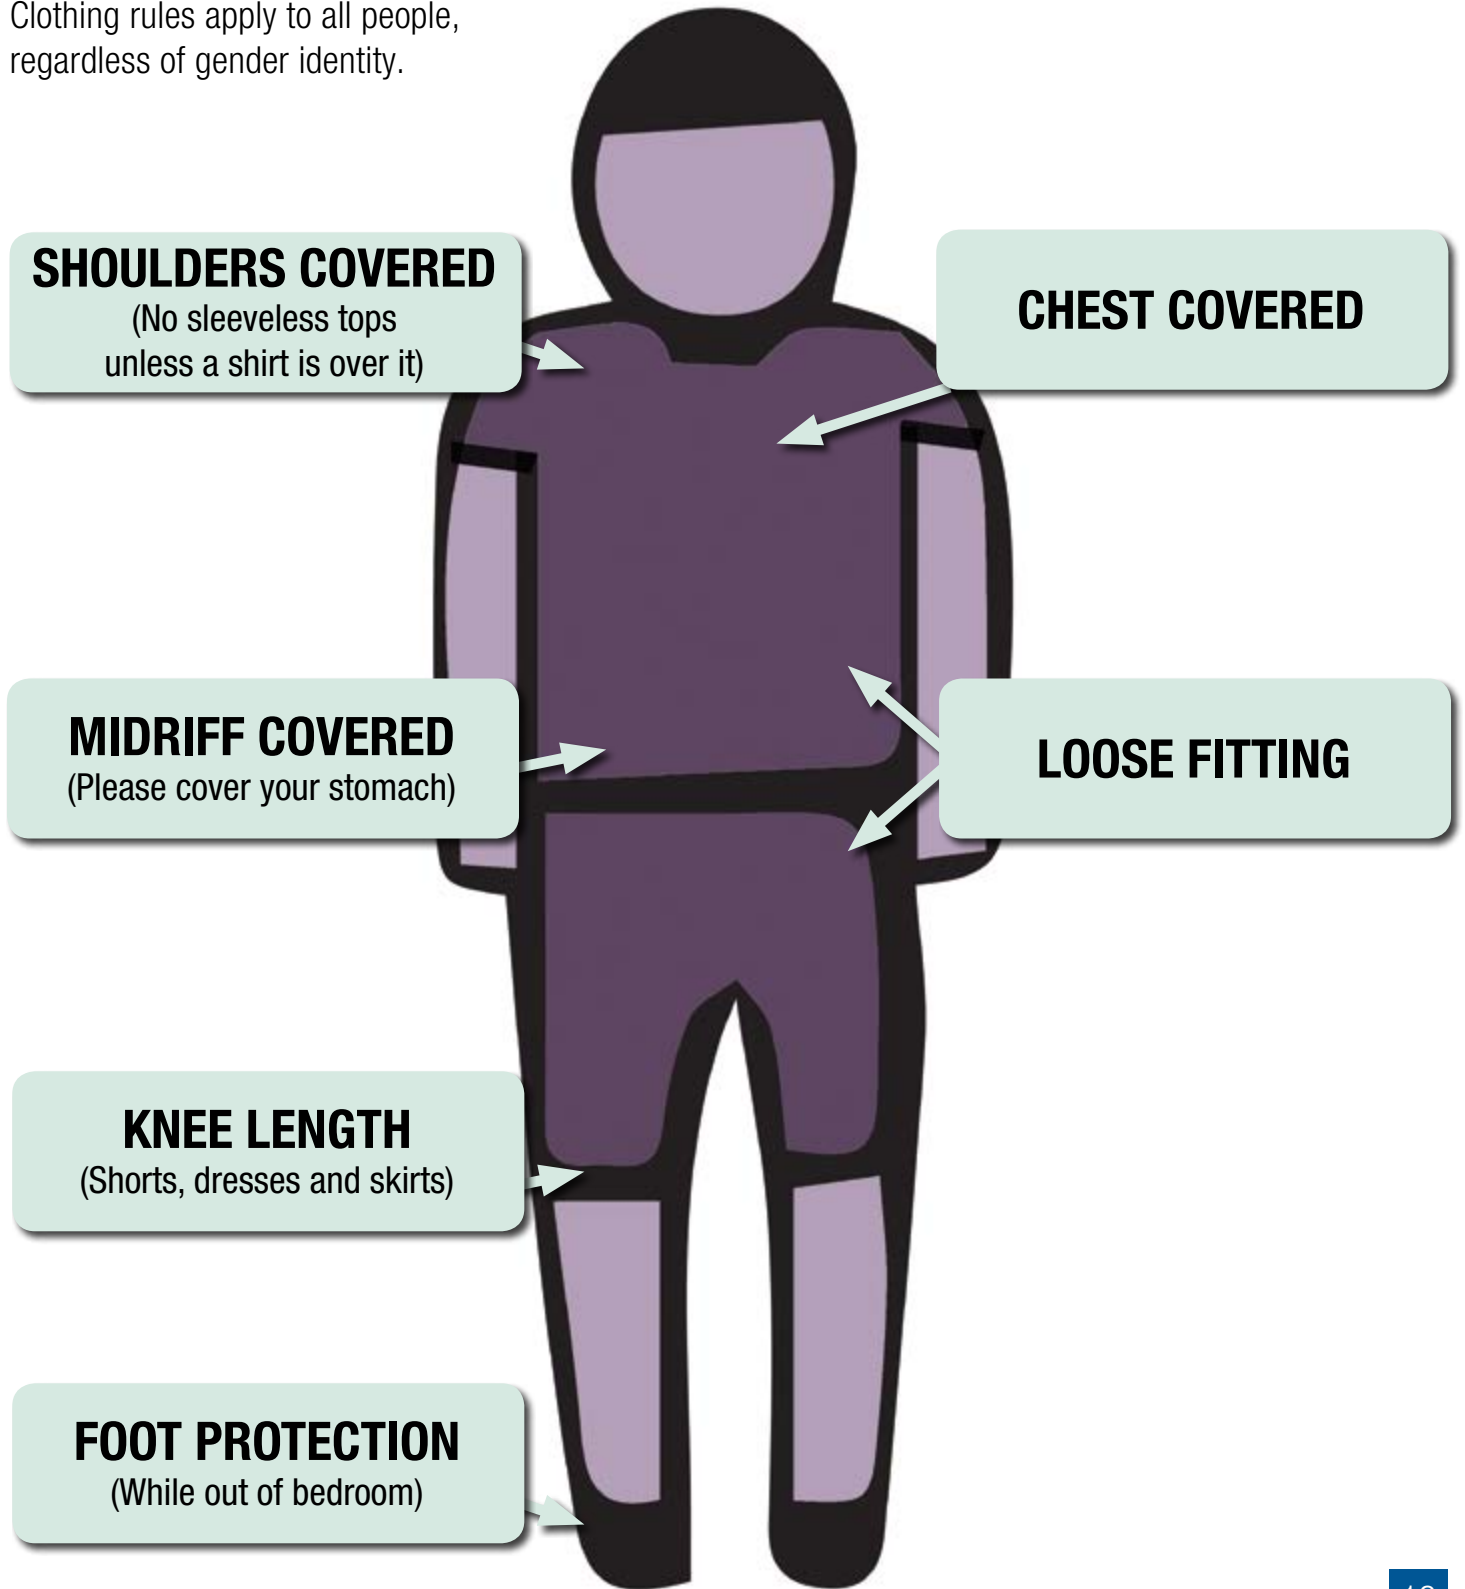 Clothing rules apply to all people,
regardless of gender identity.
SHOULDERS COVERED
(No sleeveless tops
unless a shirt is over it)
CHEST COVERED
MIDRIFF COVERED
(Please cover your stomach)
LOOSE FITTING
KNEE LENGTH
(Shorts, dresses and skirts)
FOOT PROTECTION
(While out of bedroom)